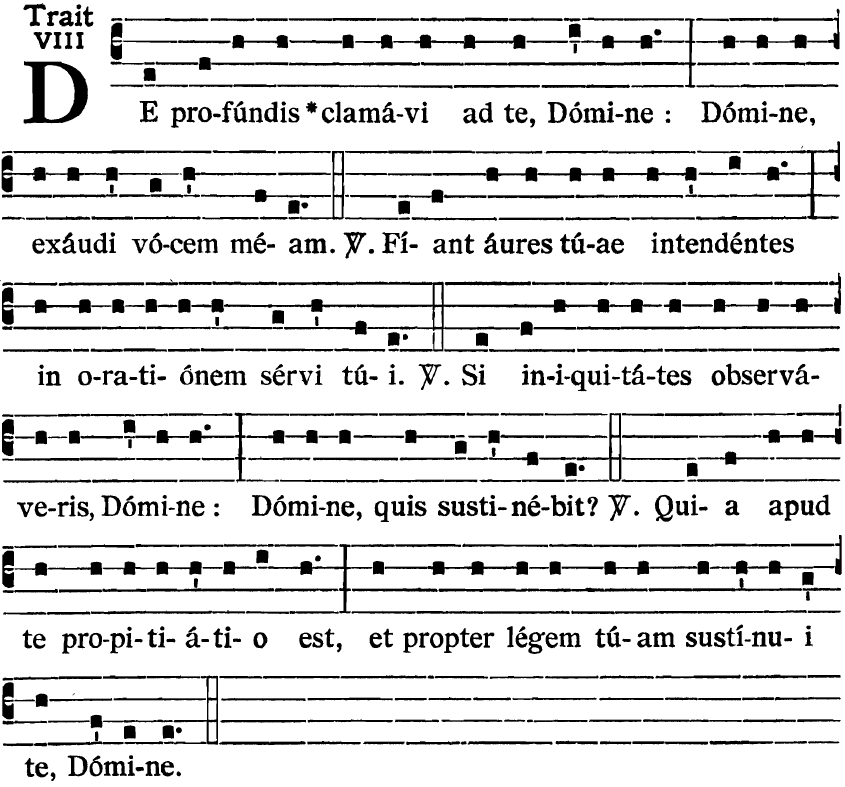 Trait
VIII
DE pro-fúndis * clamá-vi ad te, Dómi-ne : Dómi-ne,
exáudi vó-cem mé- am. ℣. Fí- ant áures tú-ae intendéntes
in o-ra-ti- ónem sérvi tú- i. ℣. Si in-i-qui-tá-tes observá-
ve-ris, Dómi-ne : Dómi-ne, quis susti-né-bit? ℣. Qui- a apud
te pro-pi-ti- á-ti- o est, et propter légem tú-am sustí-nu- i
te, Dómi-ne.